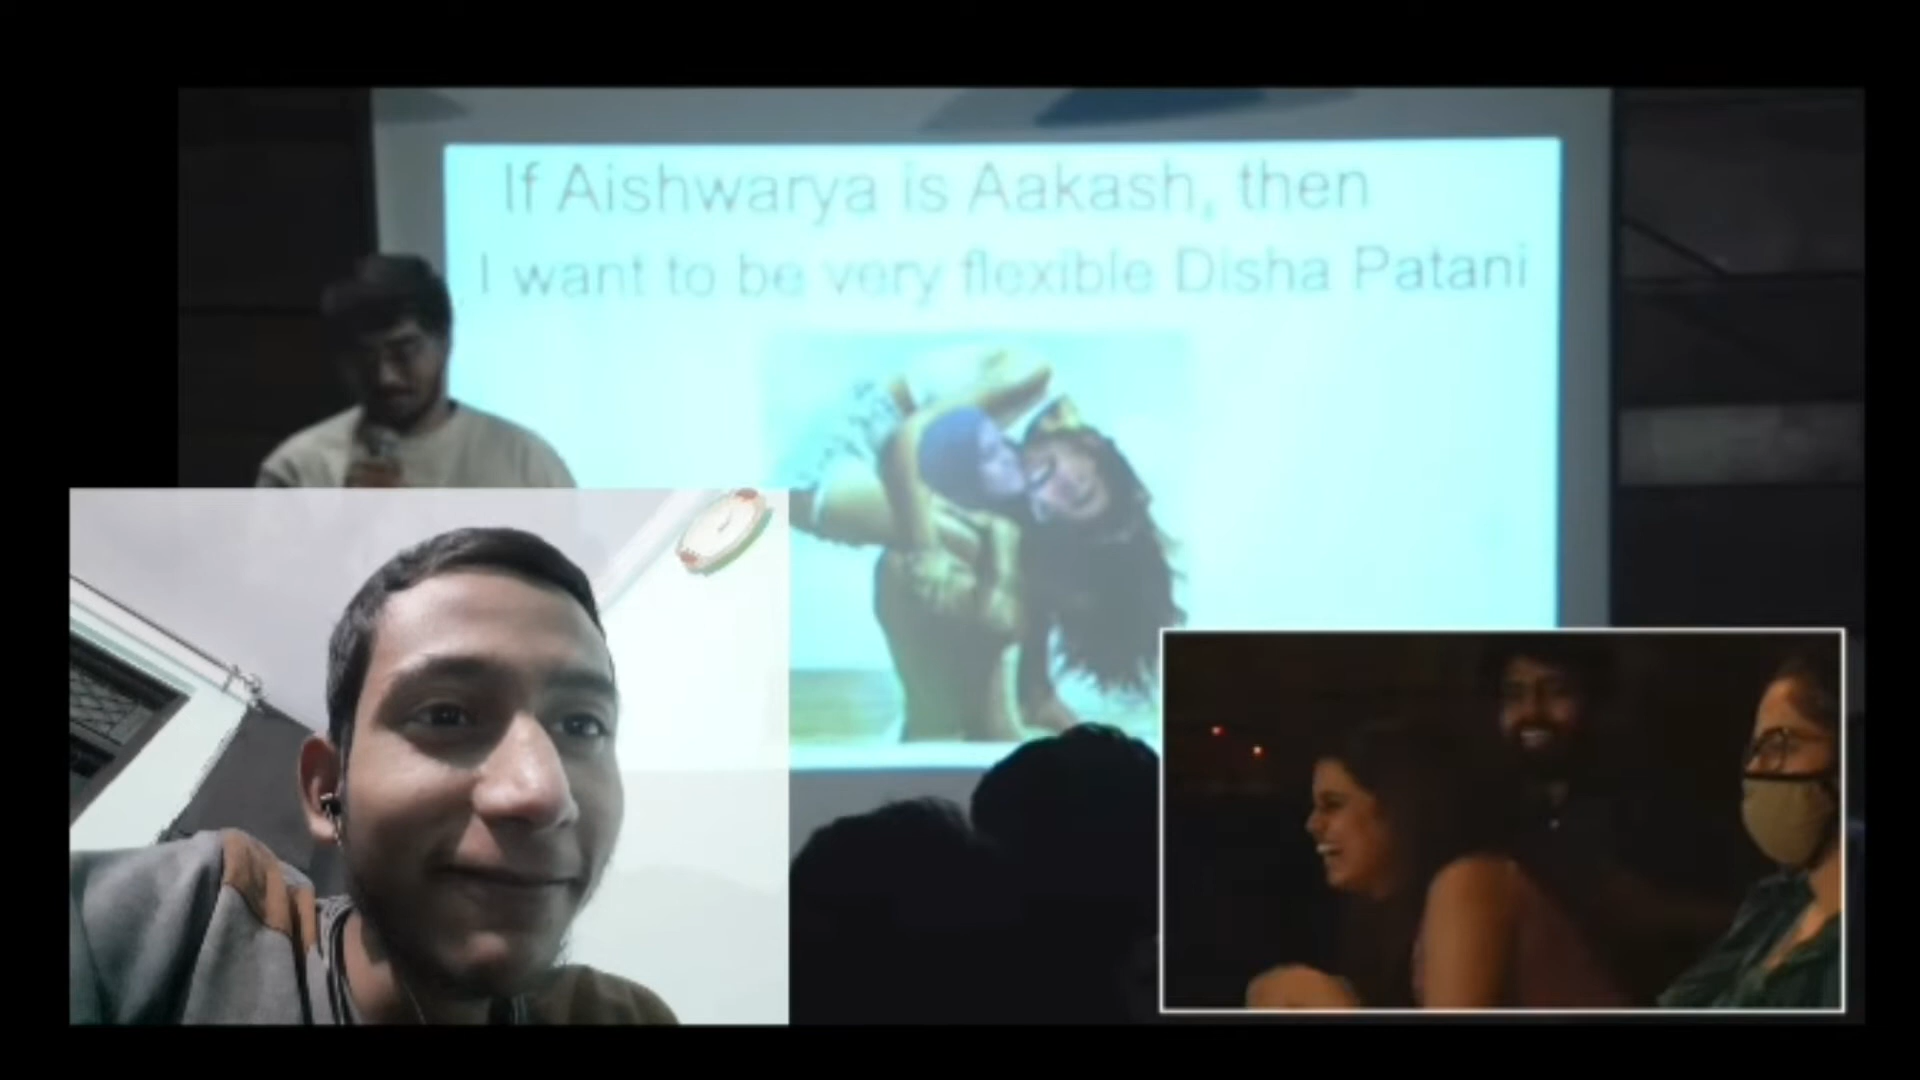 If Aishwarya is Aakash, then
I want to be very flexible Disha Patani